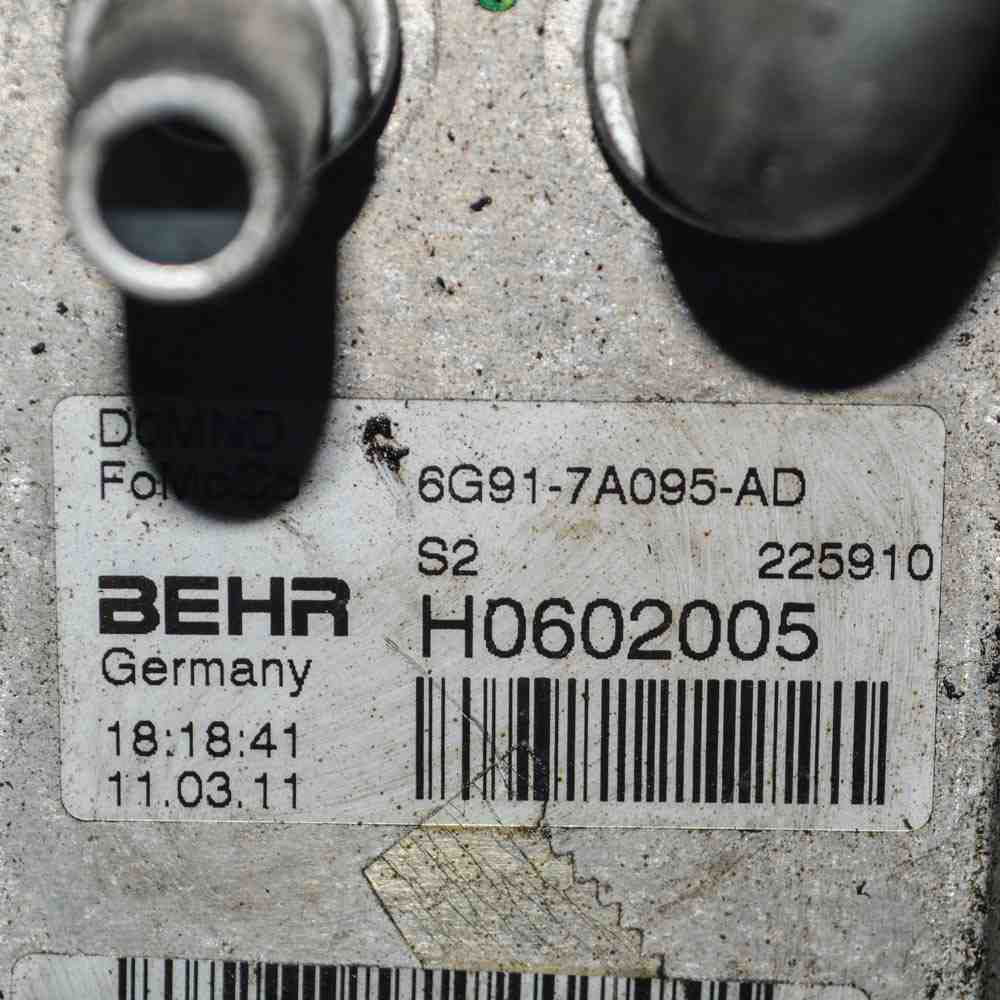 6G91-7A095-AD
S2 225910
BEHR H0602005
Germany
18:18:41
11.03.11